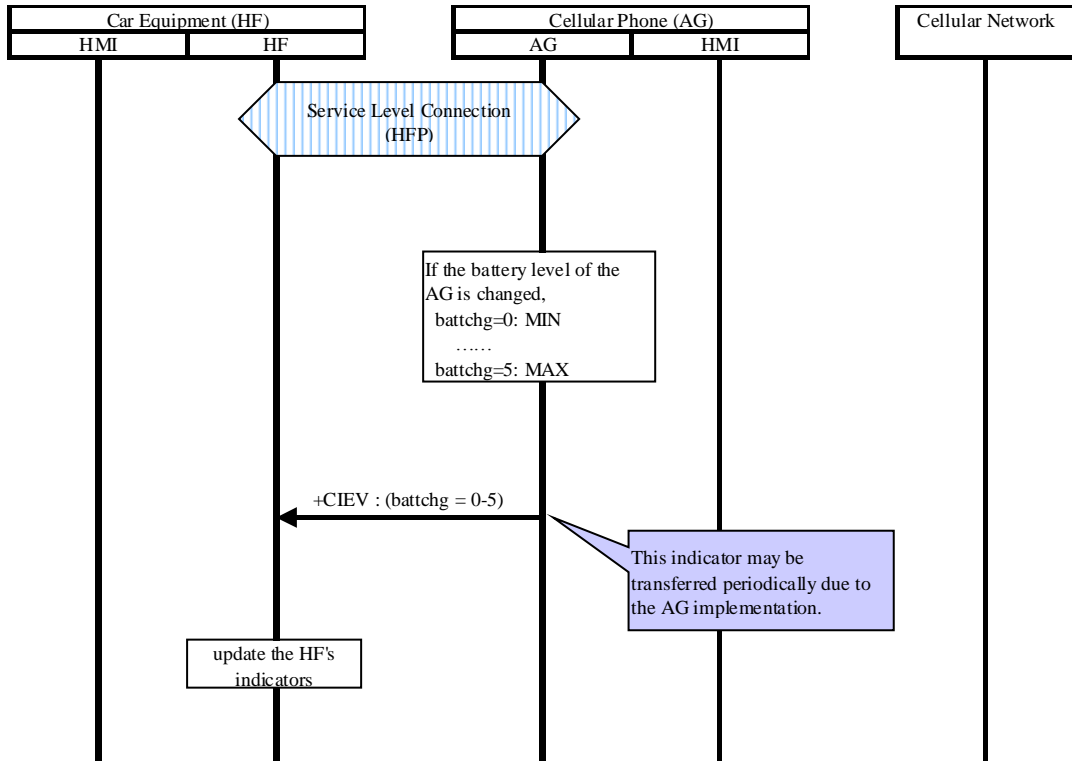 Car Equipment (HF)
HMI
HF
Cellular Phone (AG)
AG
HMI
Cellular Network
Service Level Connection
(HFP)
If the battery level of the
AG is changed,
battchg=0: MIN
......
battchg=5: MAX
+CIEV : (battchg = 0-5)
This indicator may be
transferred periodically due to
the AG implementation.
update the HF's
indicators